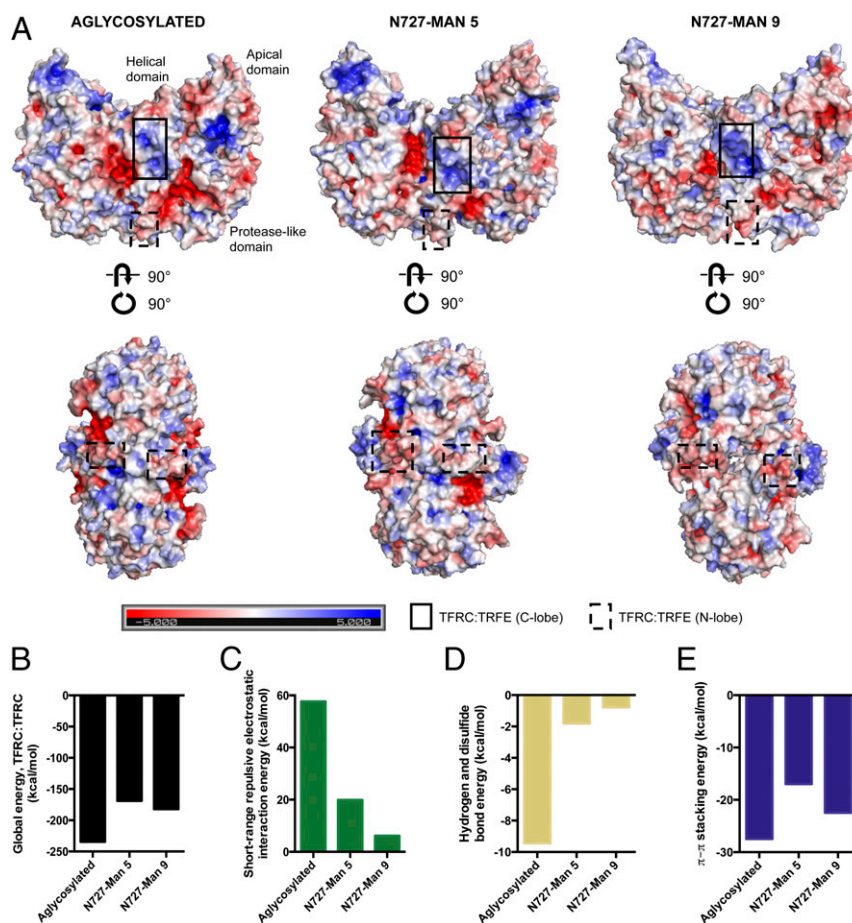 A
AGLYCOSYLATED
N727-MAN 5
N727-MAN 9
Helical
domain
Apical
domain
Protease-like
domain
90°
90°
90°
90°
90°
90°
-5.000
5.000
TFRC:TRFE (C-lobe)
TFRC:TRFE (N-lobe)
B
Global energy, TFRC:TFRC
(kcal/mol)
0
-50
-100
-150
-200
-250
Aglycosylated
N727-Man 5
N727-Man 9
C
Short-range repulsive electrostatic
interaction energy (kcal/mol)
60
40
20
0
Aglycosylated
N727-Man 5
N727-Man 9
D
Hydrogen and disulfide
bond energy (kcal/mol)
0
-2
-4
-6
-8
-10
Aglycosylated
N727-Man 5
N727-Man 9
E
π–π stacking energy (kcal/mol)
0
-10
-20
-30
Aglycosylated
N727-Man 5
N727-Man 9